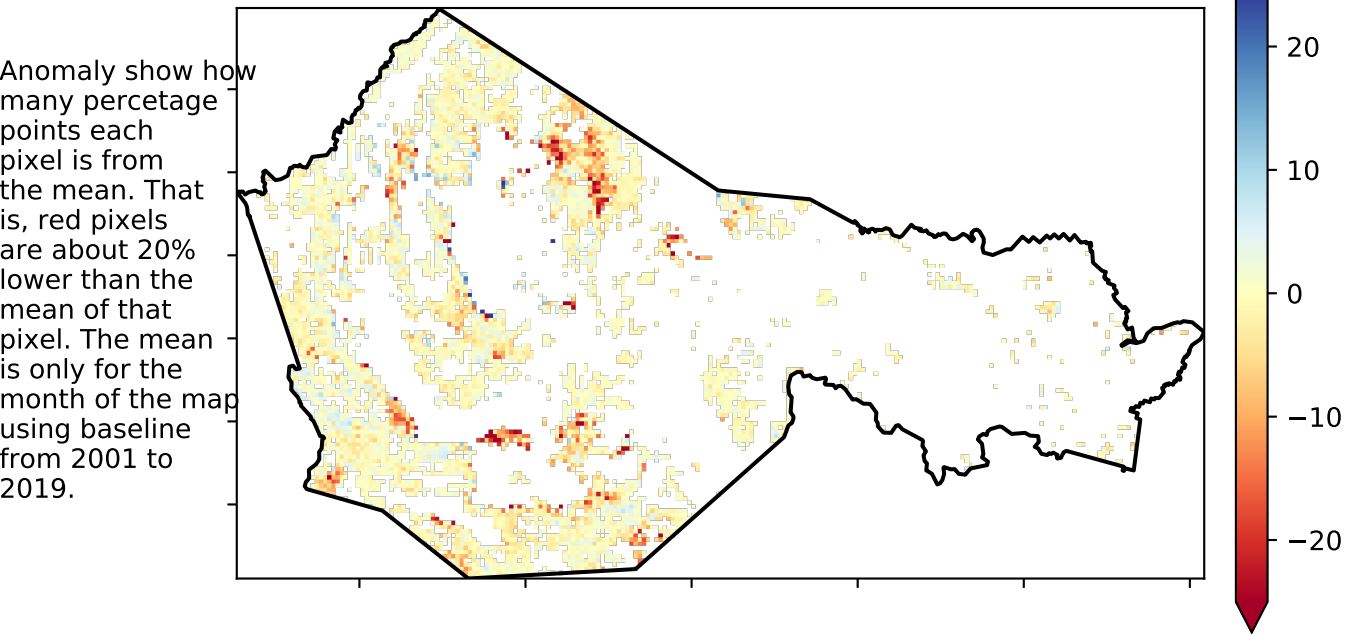 Anomaly show how
many percetage
points each
pixel is from
the mean. That
is, red pixels
are about 20%
lower than the
mean of that
pixel. The mean
is only for the
month of the map
using baseline
from 2001 to
2019.
20
10
0
−10
−20